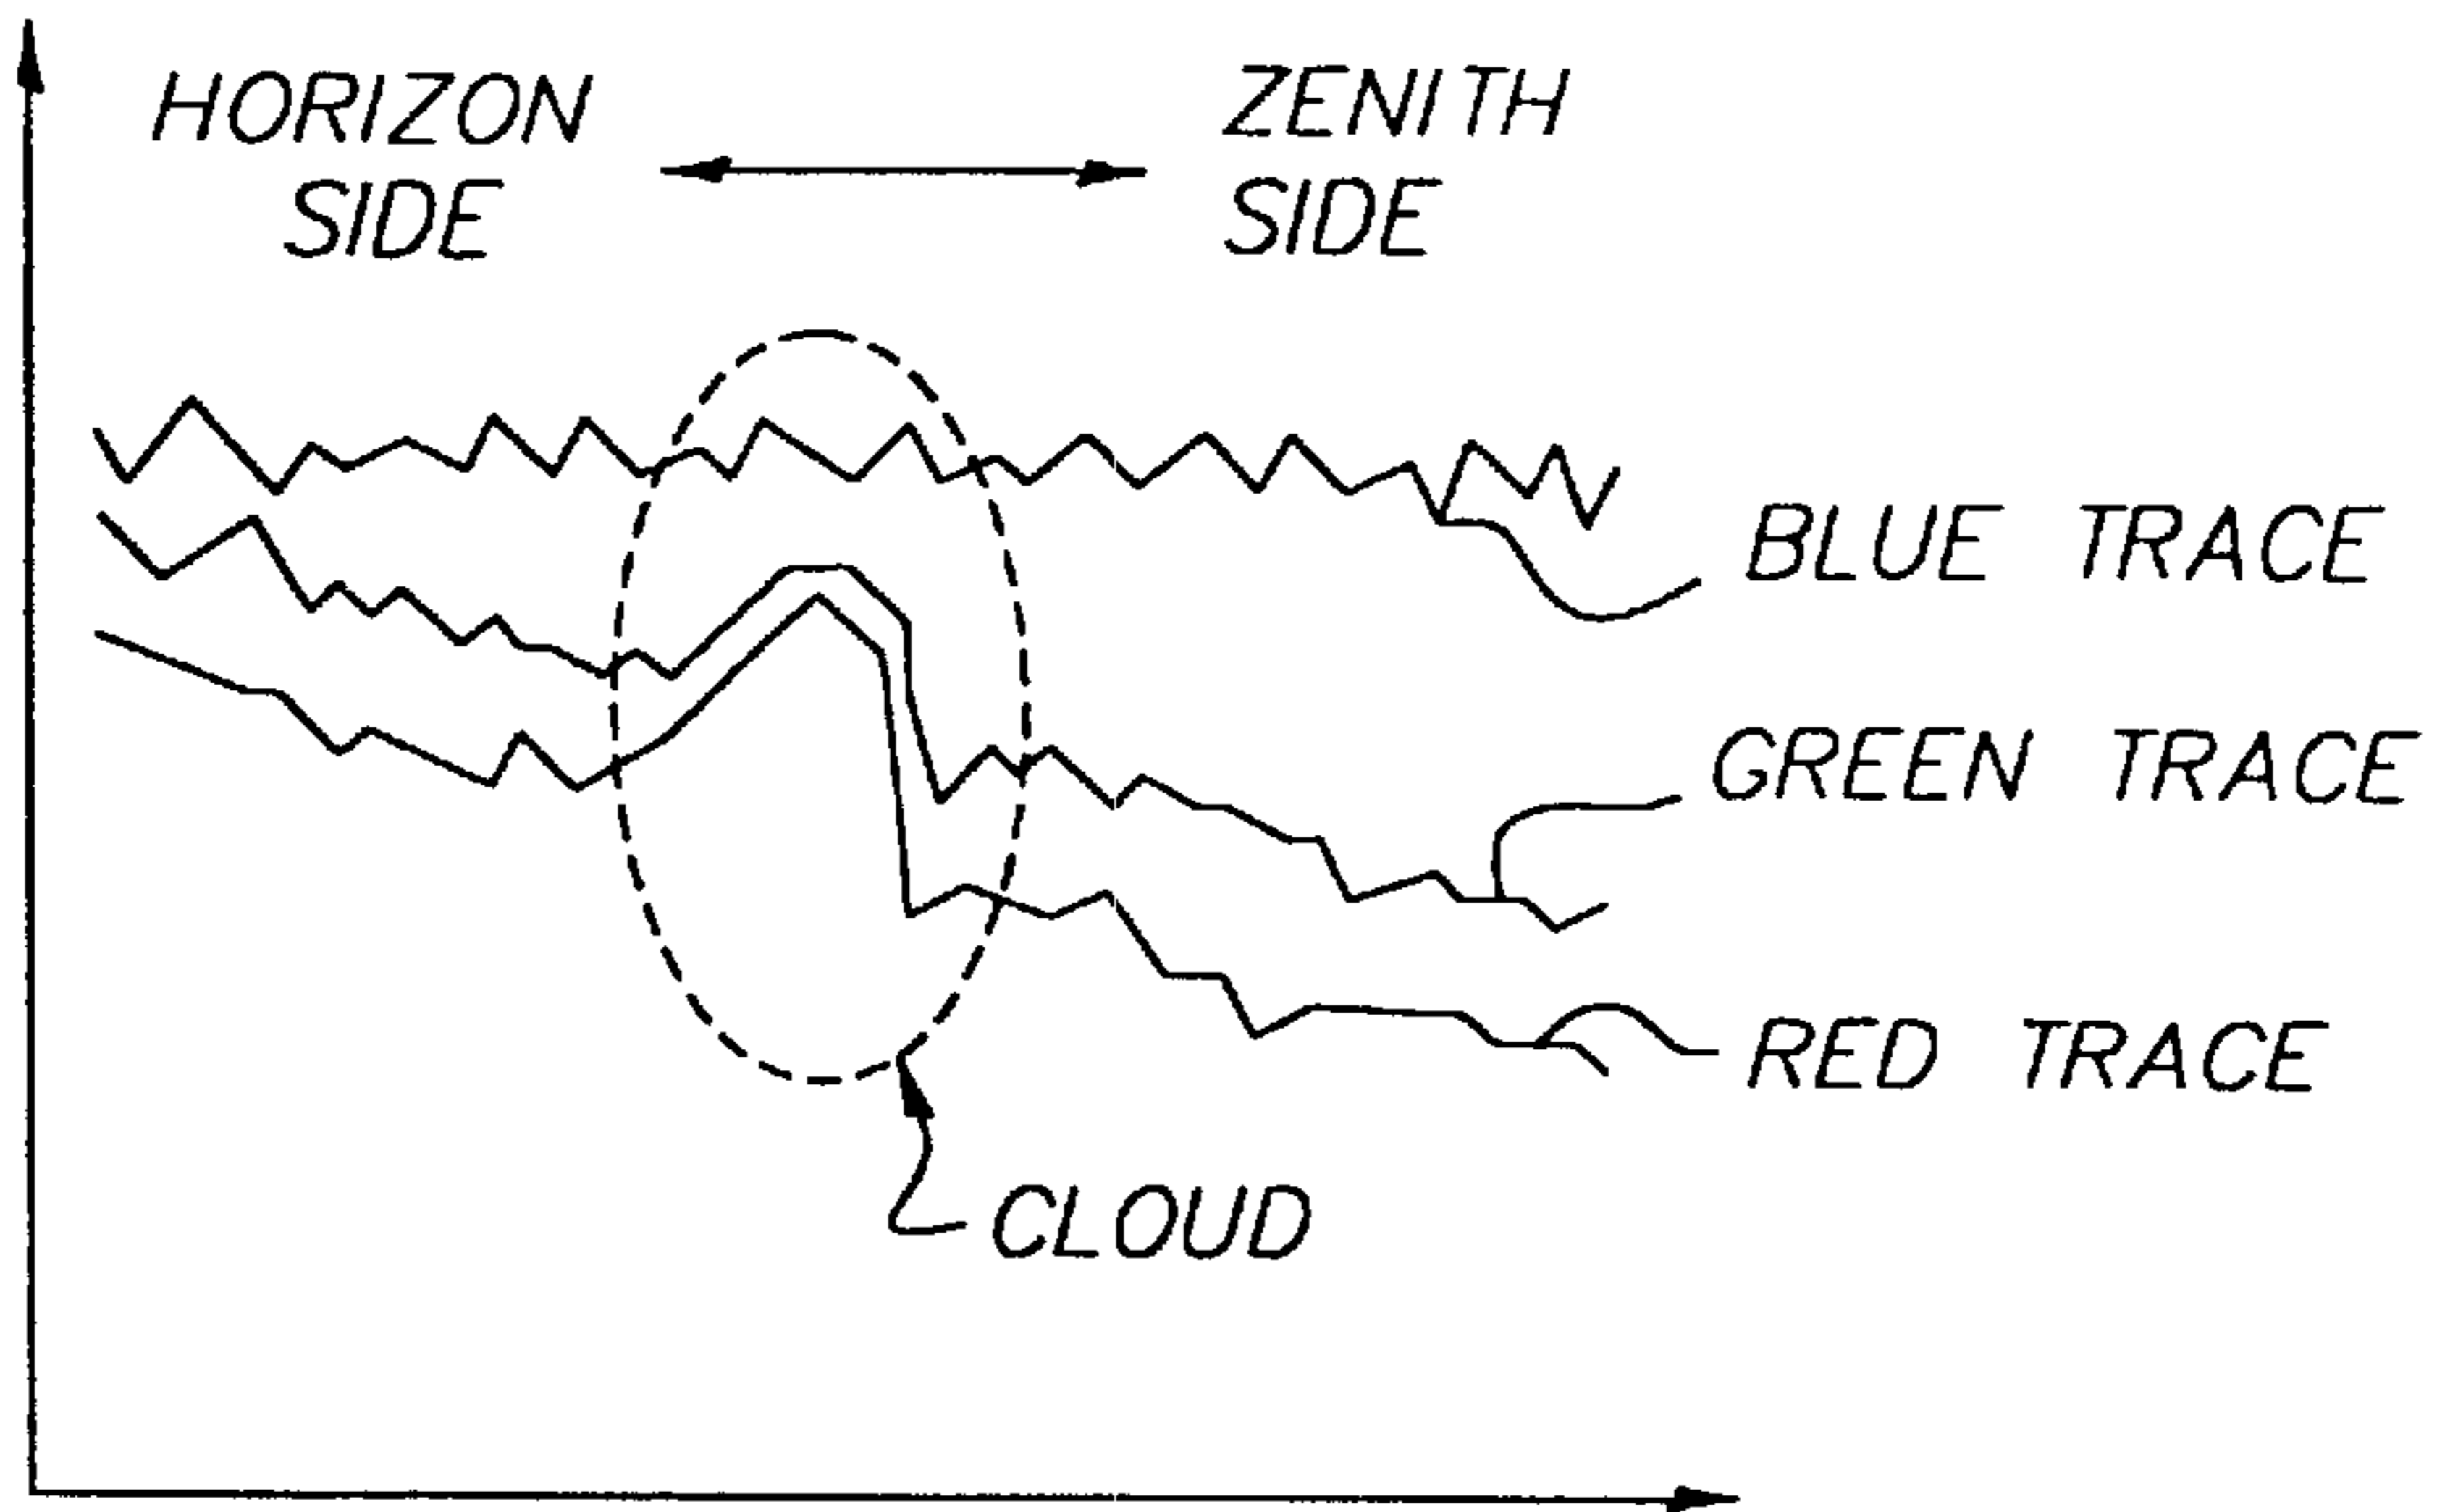 HORIZON
SIDE
ZENITH
SIDE
BLUE TRACE
GREEN TRACE
RED TRACE
CLOUD